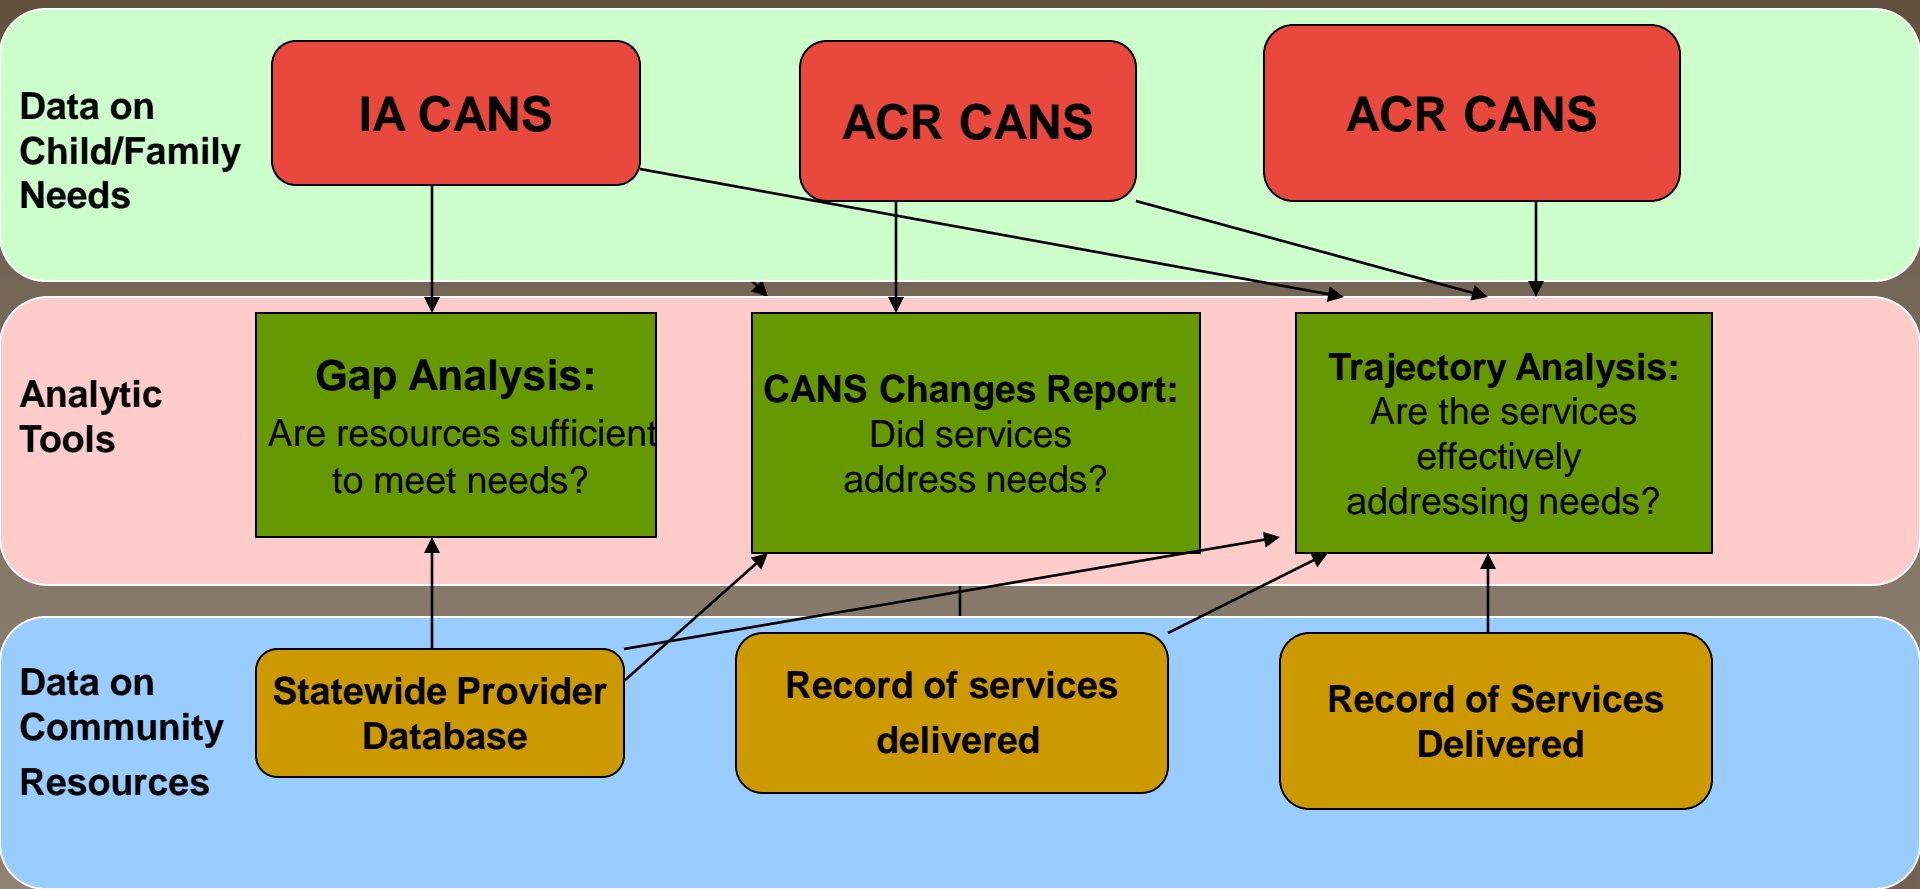 Data on
Child/Family
Needs
IA CANS
ACR CANS
ACR CANS
Analytic
Tools
Gap Analysis:
Are resources sufficient
to meet needs?
CANS Changes Report:
Did services
address needs?
Trajectory Analysis:
Are the services
effectively
addressing needs?
Data on
Community
Resources
Statewide Provider
Database
Record of services
delivered
Record of Services
Delivered